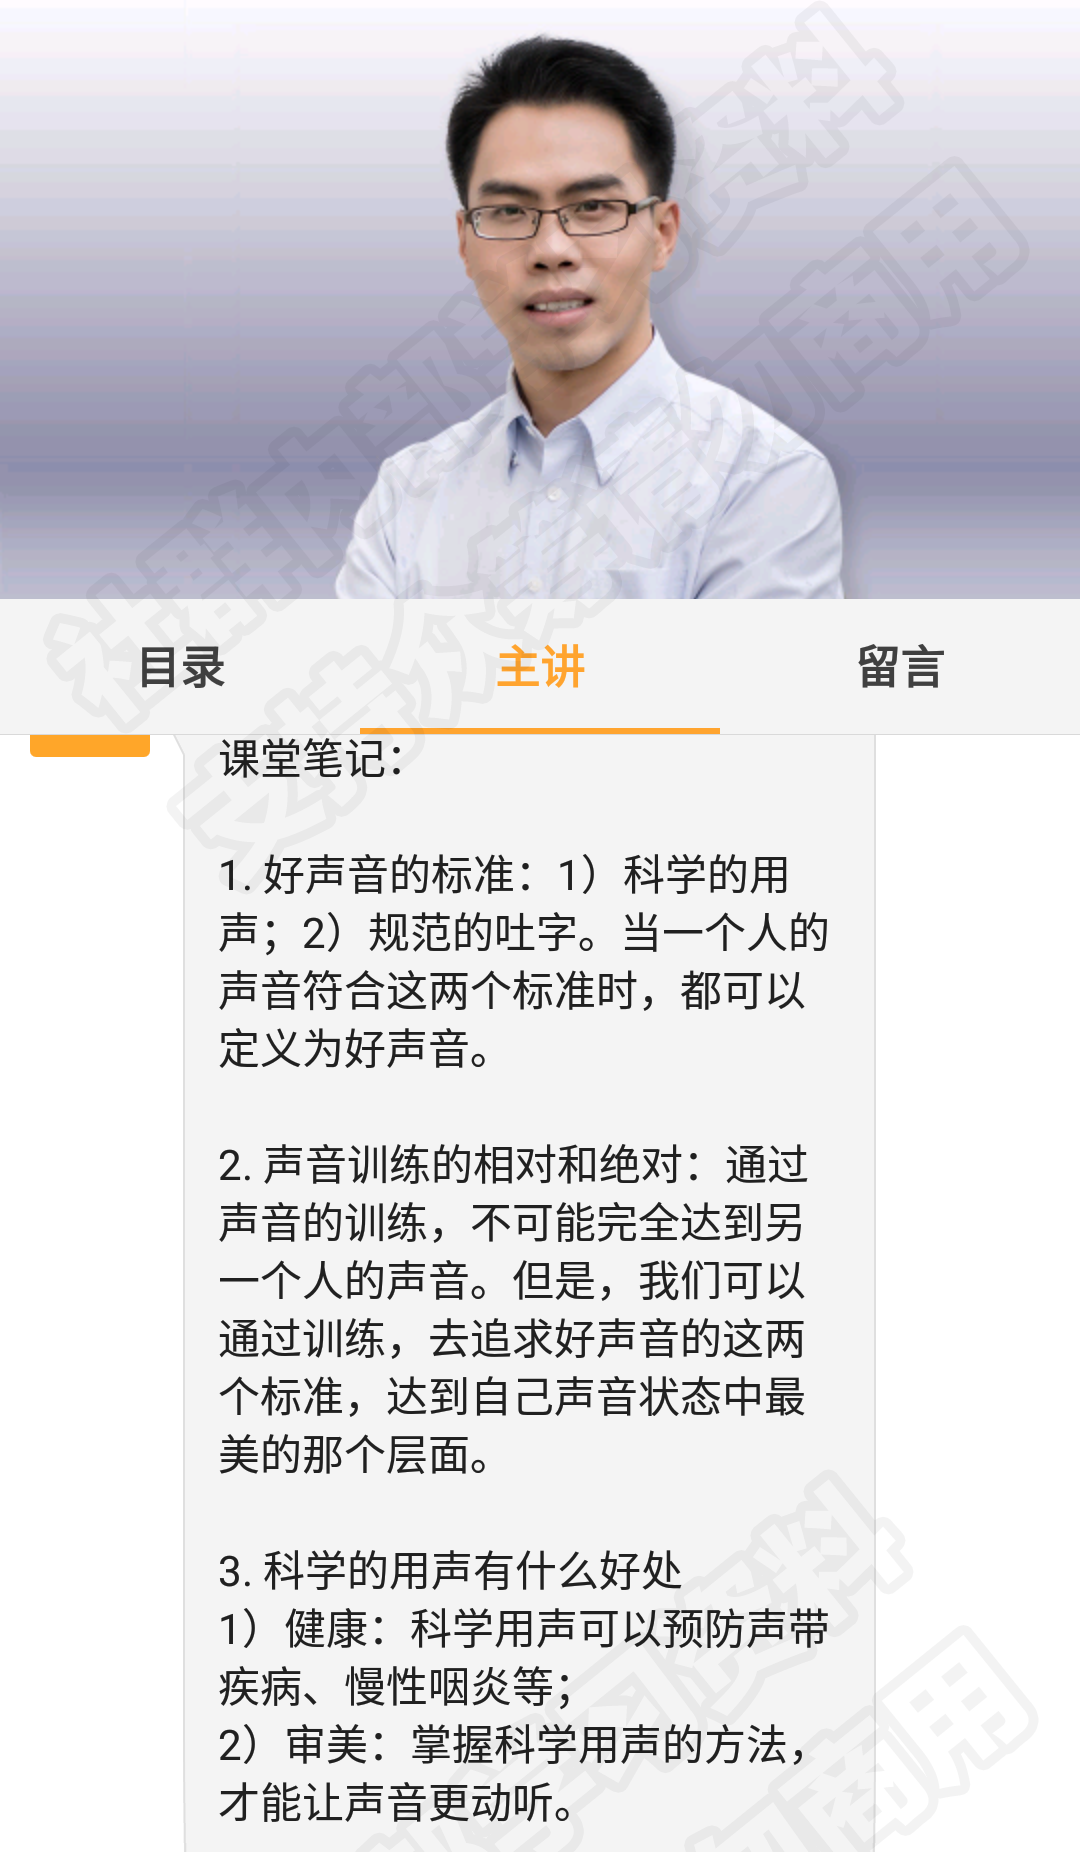 目录
主讲
留言
课堂笔记：
1. 好声音的标准：1）科学的用
声；2）规范的吐字。当一个人的
声音符合这两个标准时，都可以
定义为好声音。
2. 声音训练的相对和绝对：通过
声音的训练，不可能完全达到另
一个人的声音。但是，我们可以
通过训练，去追求好声音的这两
个标准，达到自己声音状态中最
美的那个层面。
3. 科学的用声有什么好处
1）健康：科学用声可以预防声带
疾病、慢性咽炎等；
2）审美：掌握科学用声的方法，
才能让声音更动听。